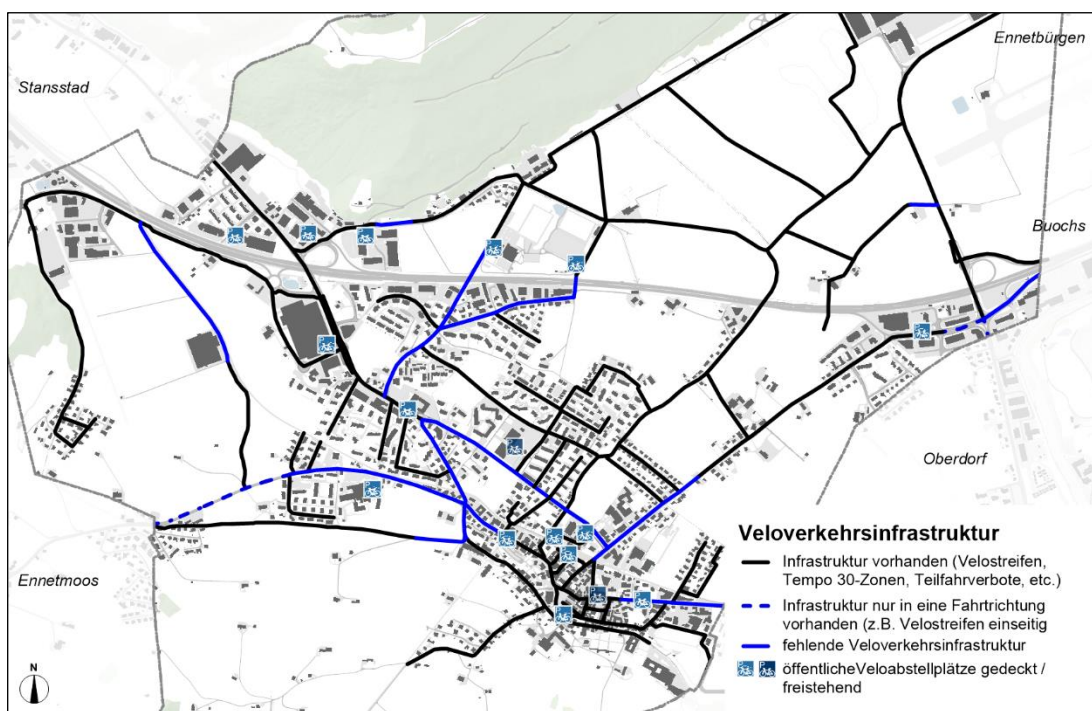 Stansstad
Ennetbürgen
Buochs
Oberdorf
Ennetmoos
N
Veloverkehrsinfrastruktur
Infrastruktur vorhanden (Velostreifen,
Tempo 30-Zonen, Teilfahrverbote, etc.)
Infrastruktur nur in eine Fahrtrichtung
vorhanden (z.B. Velostreifen einseitig
fehlende Veloverkehrsinfrastruktur
öffentlicheVeloabstellplätze gedeckt /
freistehend